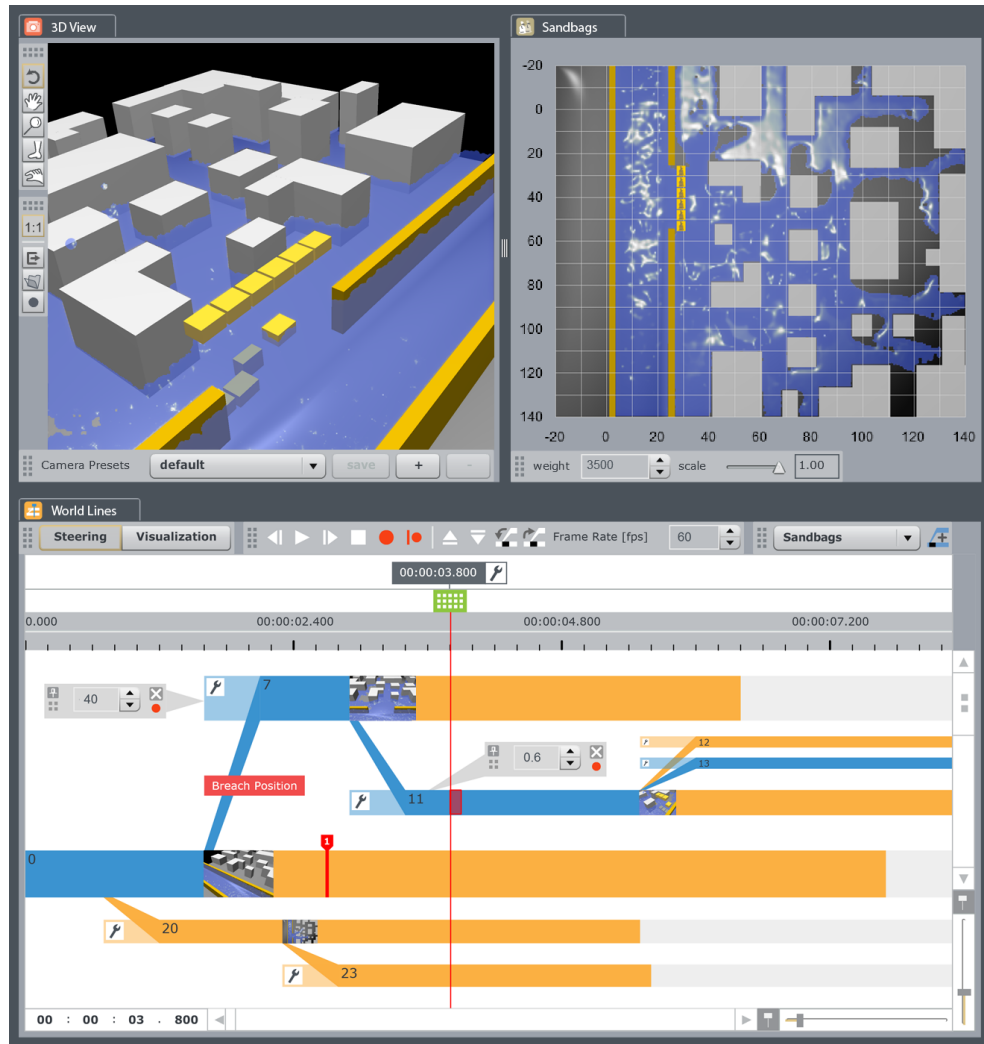 3D View
1:1
Camera Presets default save + -
Sandbags
-20
0
20
40
60
80
100
120
140
-20 0 20 40 60 80 100 120 140
weight 3500 scale 1.00
World Lines
Steering Visualization Frame Rate [fps] 60 Sandbags
00:00:03.800
0.000 00:00:02.400 00:00:04.800 00:00:07.200
7
40
12
0.6
13
Breach Position
11
1
0
20
23
00 : 00 : 03 . 800